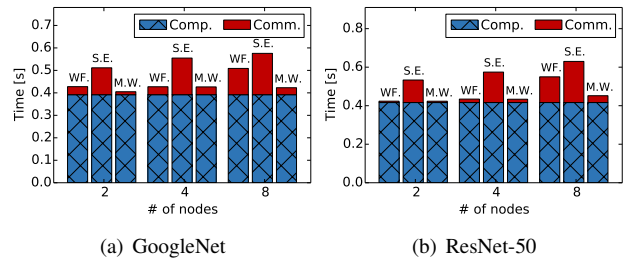 Comp. Comm.
Time [s]
0.7
0.6
0.5
0.4
0.3
0.2
0.1
0.0
WF. S.E. M.W.
WF. S.E. M.W.
WF. S.E. M.W.
2 4 8
# of nodes
(a) GoogleNet
Comp. Comm.
Time [s]
0.8
0.6
0.4
0.2
0.0
WF. S.E. M.W.
WF. S.E. M.W.
WF. S.E. M.W.
2 4 8
# of nodes
(b) ResNet-50